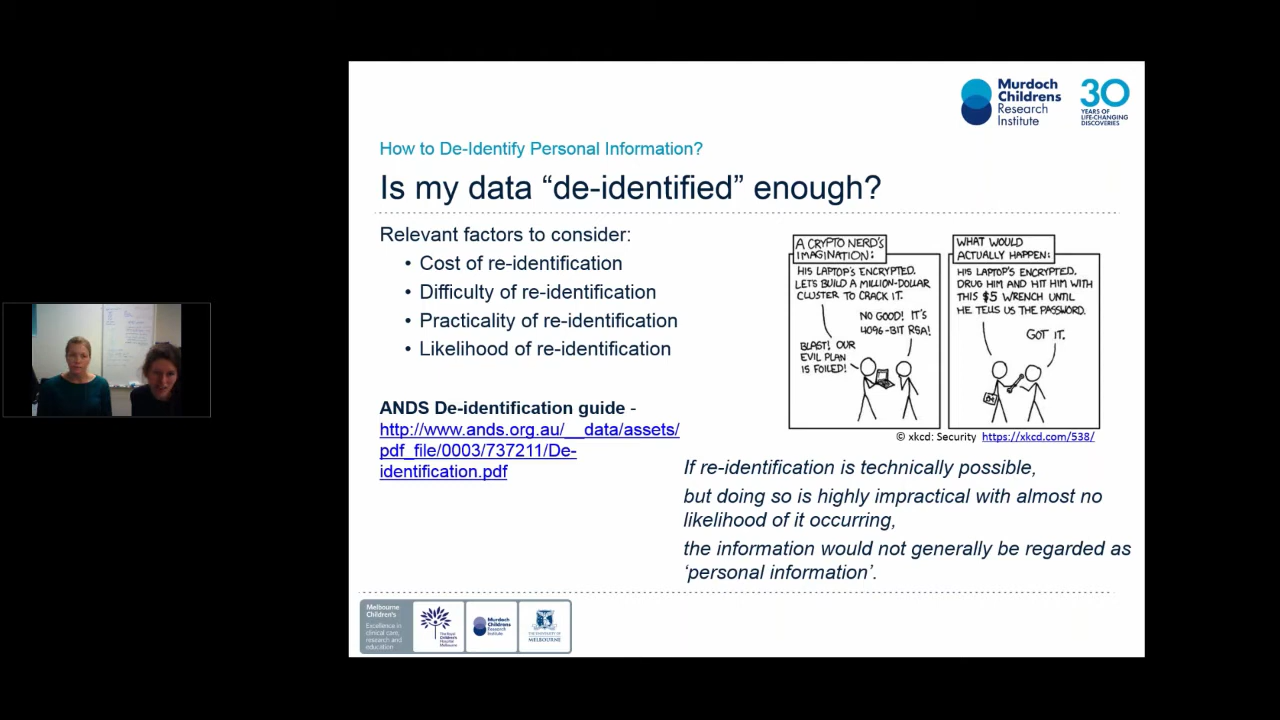 Murdoch
Childrens
Research
Institute
30
YEARS OF
LIFE-CHANGING
DISCOVERIES
How to De-Identify Personal Information?
Is my data “de-identified” enough?
Relevant factors to consider:
• Cost of re-identification
• Difficulty of re-identification
• Practicality of re-identification
• Likelihood of re-identification
ANDS De-identification guide -
http://www.ands.org.au/__data/assets/
pdf_file/0003/737211/De-
identification.pdf
A CRYPTO NERD'S
IMAGINATION:
HIS LAPTOP'S ENCRYPTED.
LET'S BUILD A MILLION-DOLLAR
CLUSTER TO CRACK IT.
NO GOOD! IT'S
4096-BIT RSA!
BLAST! OUR
EVIL PLAN
IS FOILED!
WHAT WOULD
ACTUALLY HAPPEN:
HIS LAPTOP'S ENCRYPTED.
DRUG HIM AND HIT HIM WITH
THIS $5 WRENCH UNTIL
HE TELLS US THE PASSWORD.
GOT IT.
© xkcd: Security https://xkcd.com/538/
If re-identification is technically possible,
but doing so is highly impractical with almost no
likelihood of it occurring,
the information would not generally be regarded as
‘personal information’.
Melbourne
Children's
Excellence in
clinical care,
research and
education
The Royal
Children's
Hospital
Melbourne
Murdoch
Childrens
Research
Institute
THE UNIVERSITY OF
MELBOURNE